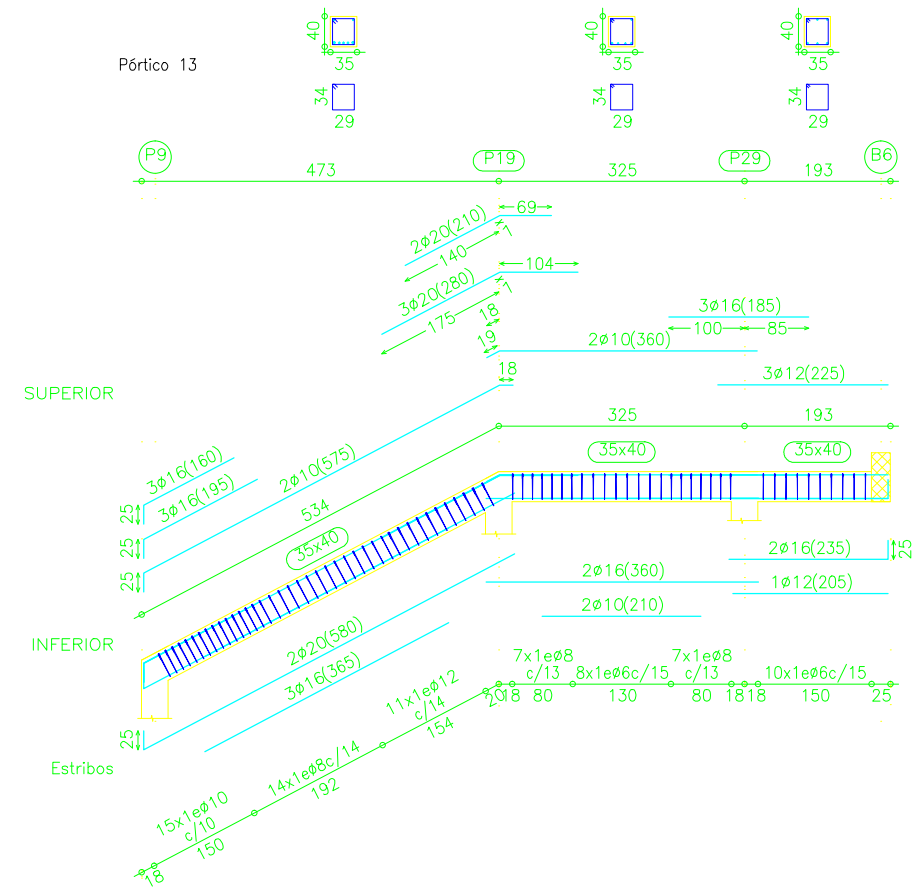 40
35
40
35
40
35
Pórtico 13
34
29
34
29
34
29
P9
P19
P29
B6
473
325
193
2ø20(210)
69
140
1
3ø20(280)
104
175
1
3ø16(185)
100
85
18
19
2ø10(360)
18
3ø12(225)
SUPERIOR
325
193
35x40
35x40
3ø16(160)
25
3ø16(195)
25
2ø10(575)
25
534
35x40
2ø16(235)
25
2ø16(360)
1ø12(205)
2ø10(210)
INFERIOR
2ø20(580)
25
3ø16(365)
Estribos
15x1eø10
c/10
14x1eø8c/14
11x1eø12
c/14
7x1eø8
c/13
8x1eø6c/15
7x1eø8
c/13
10x1eø6c/15
18
150
192
154
20
18
80
130
80
18
18
150
25